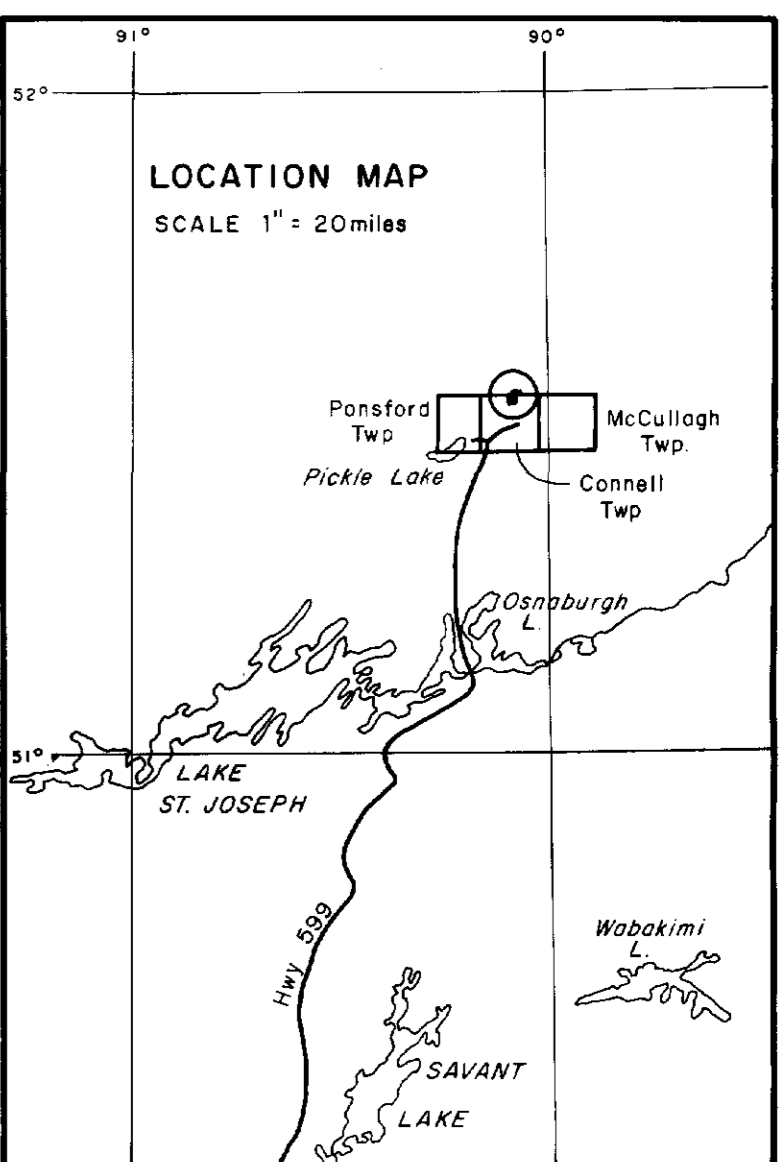 91°
90°
52°
LOCATION MAP
SCALE 1" = 20miles
Ponsford
Twp
McCullagh
Twp.
Pickle Lake
Connell
Twp
Osnaburgh
L.
51°
LAKE
ST. JOSEPH
Hwy 599
Wabakimi
L.
SAVANT
LAKE